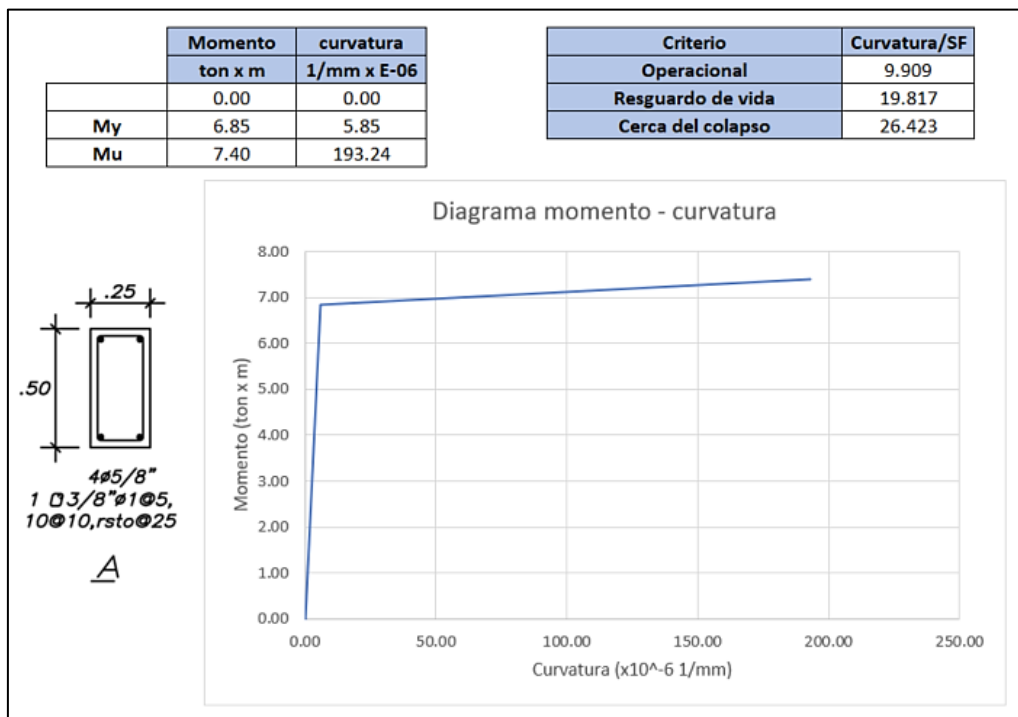 Momento curvatura
ton x m 1/mm x E-06
0.00 0.00
My 6.85 5.85
Mu 7.40 193.24
Criterio Curvatura/SF
Operacional 9.909
Resguardo de vida 19.817
Cerca del colapso 26.423
.25
.50
4ø5/8"
1 3/8"ø1@5,
10@10,rsto@25
A
Diagrama momento - curvatura
Momento (ton x m)
8.00
7.00
6.00
5.00
4.00
3.00
2.00
1.00
0.00
0.00 50.00 100.00 150.00 200.00 250.00
Curvatura (x10^-6 1/mm)